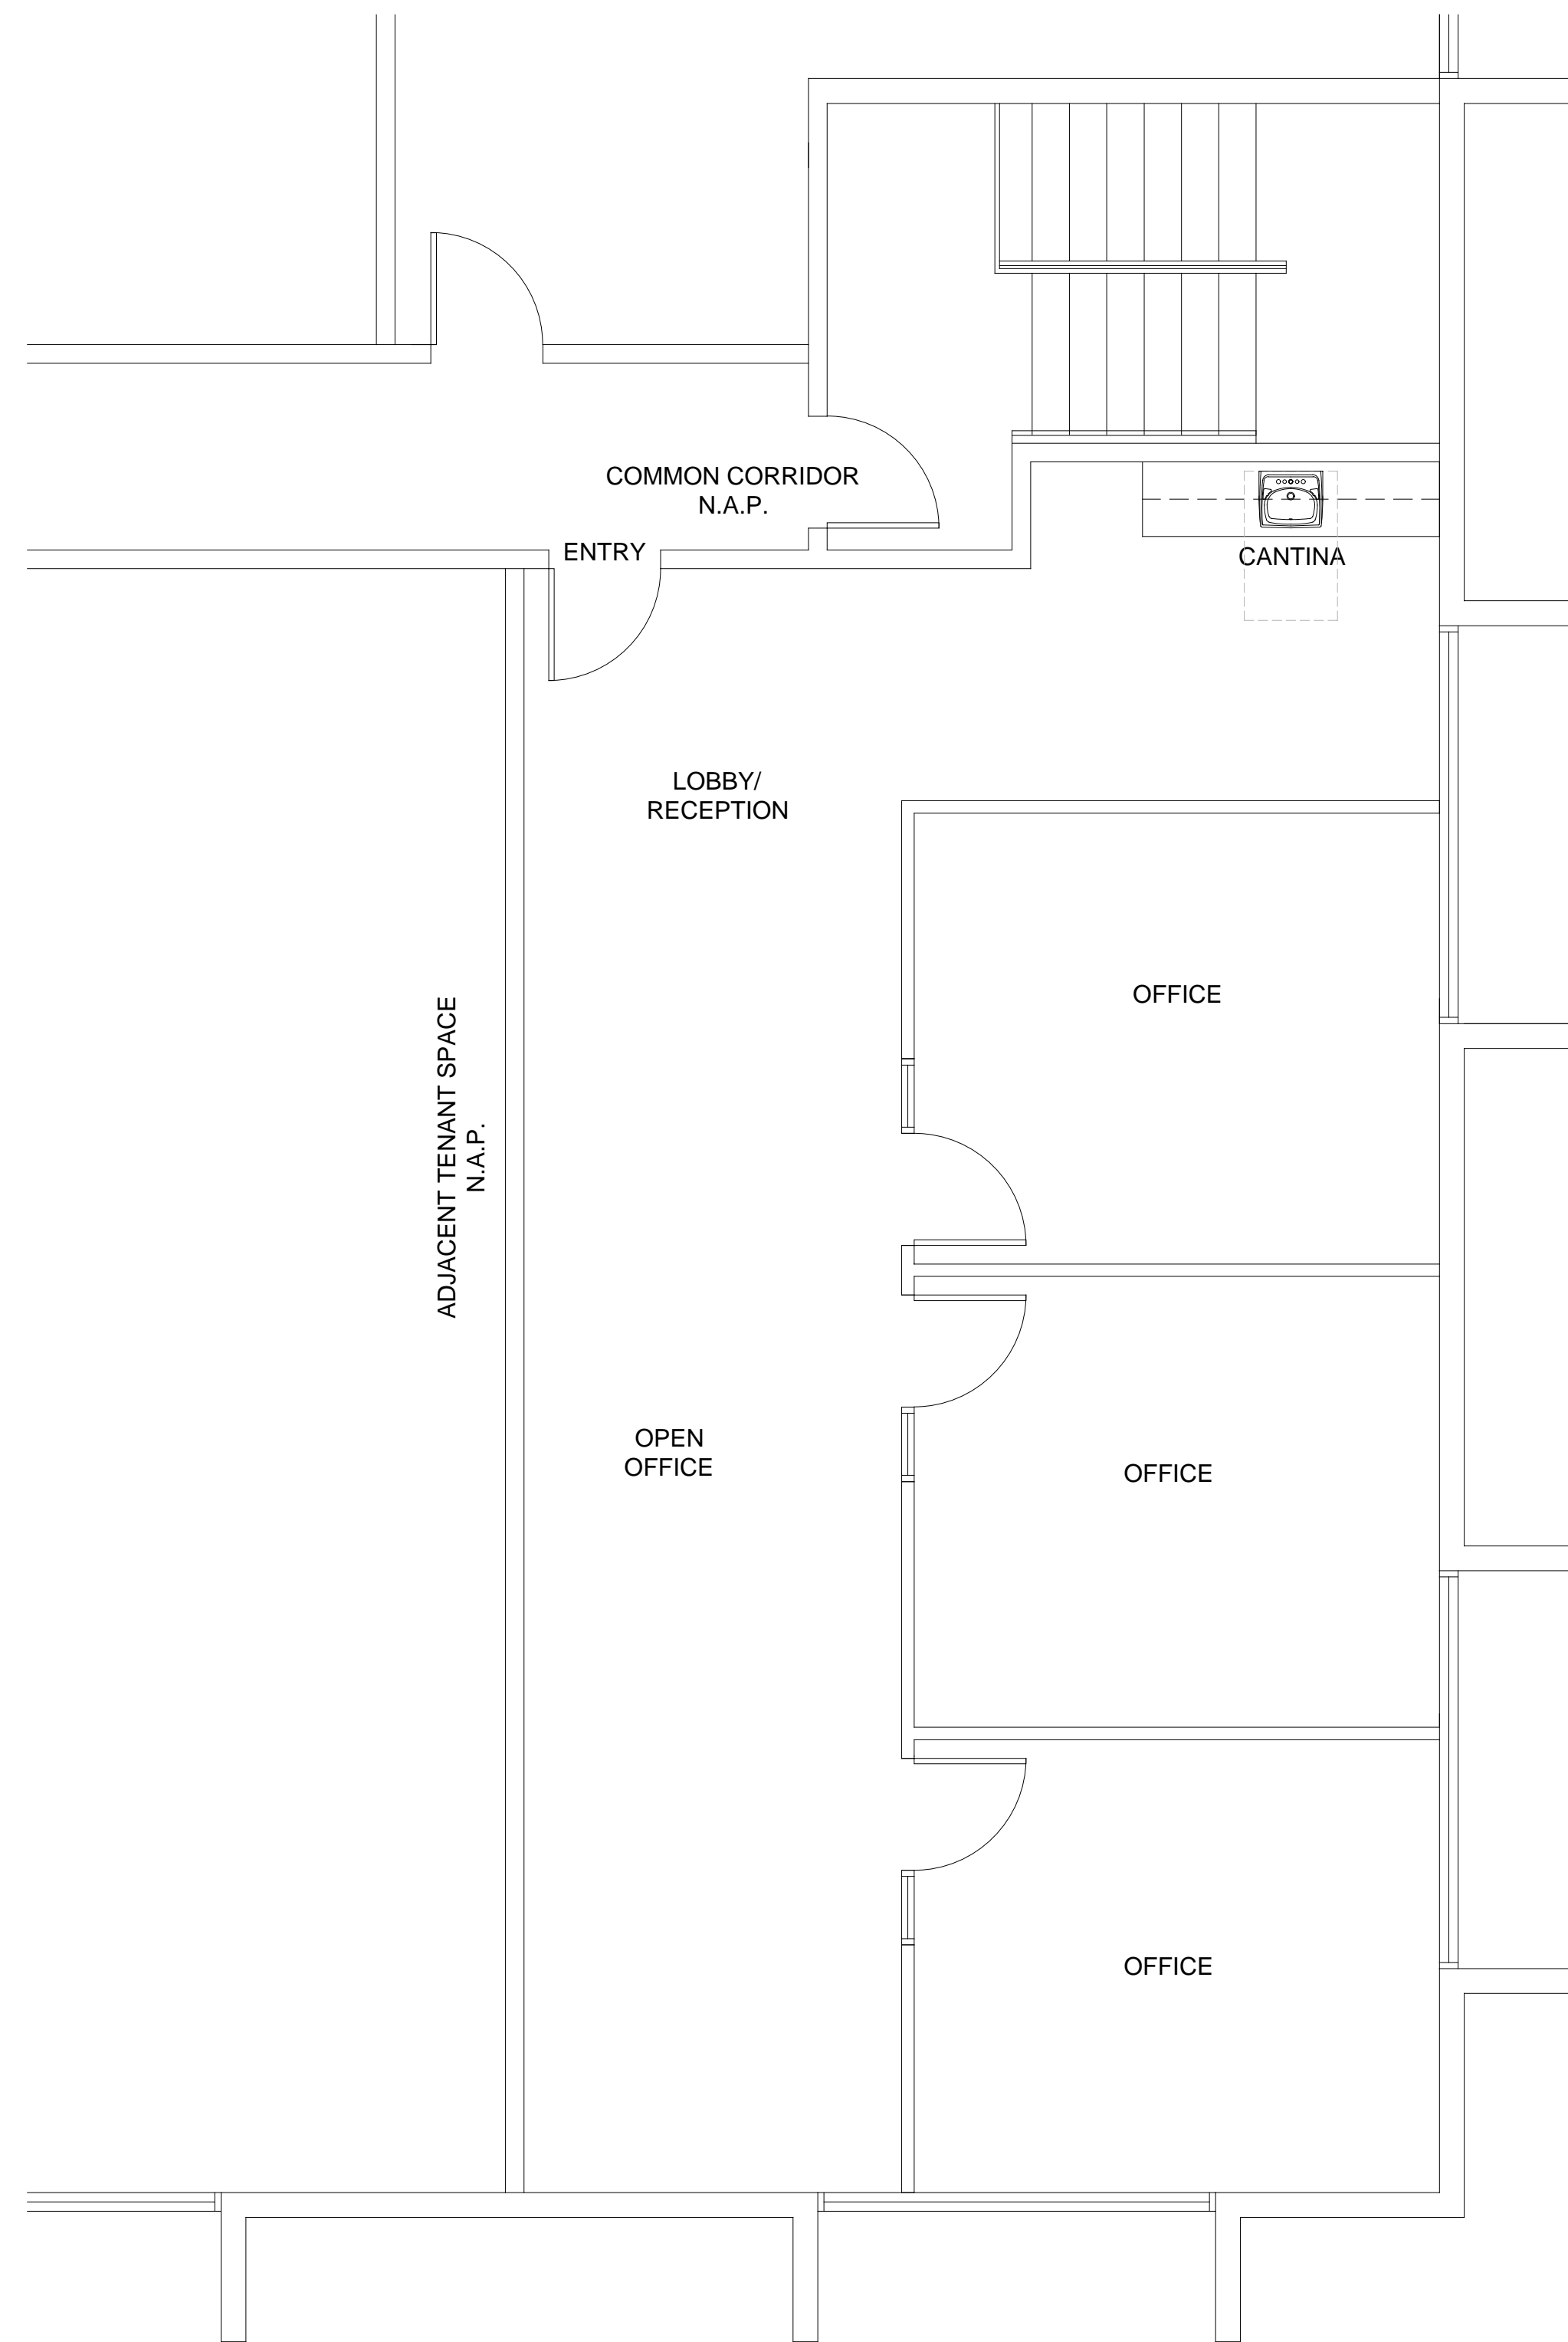 COMMON CORRIDOR
N.A.P.
ENTRY
CANTINA
LOBBY/
RECEPTION
OFFICE
ADJACENT TENANT SPACE
N.A.P.
OPEN
OFFICE
OFFICE
OFFICE